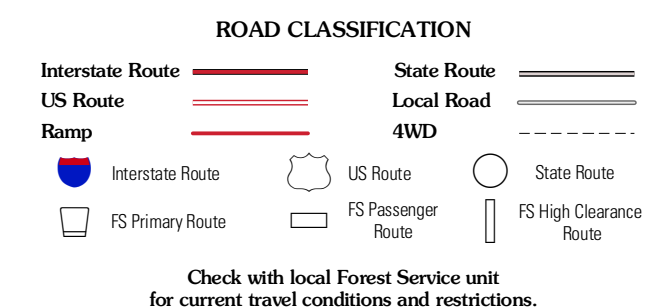 ROAD CLASSIFICATION
Interstate Route
State Route
US Route
Local Road
Ramp
4WD
Interstate Route
US Route
State Route
FS Primary Route
FS Passenger
Route
FS High Clearance
Route
Check with local Forest Service unit
for current travel conditions and restrictions.